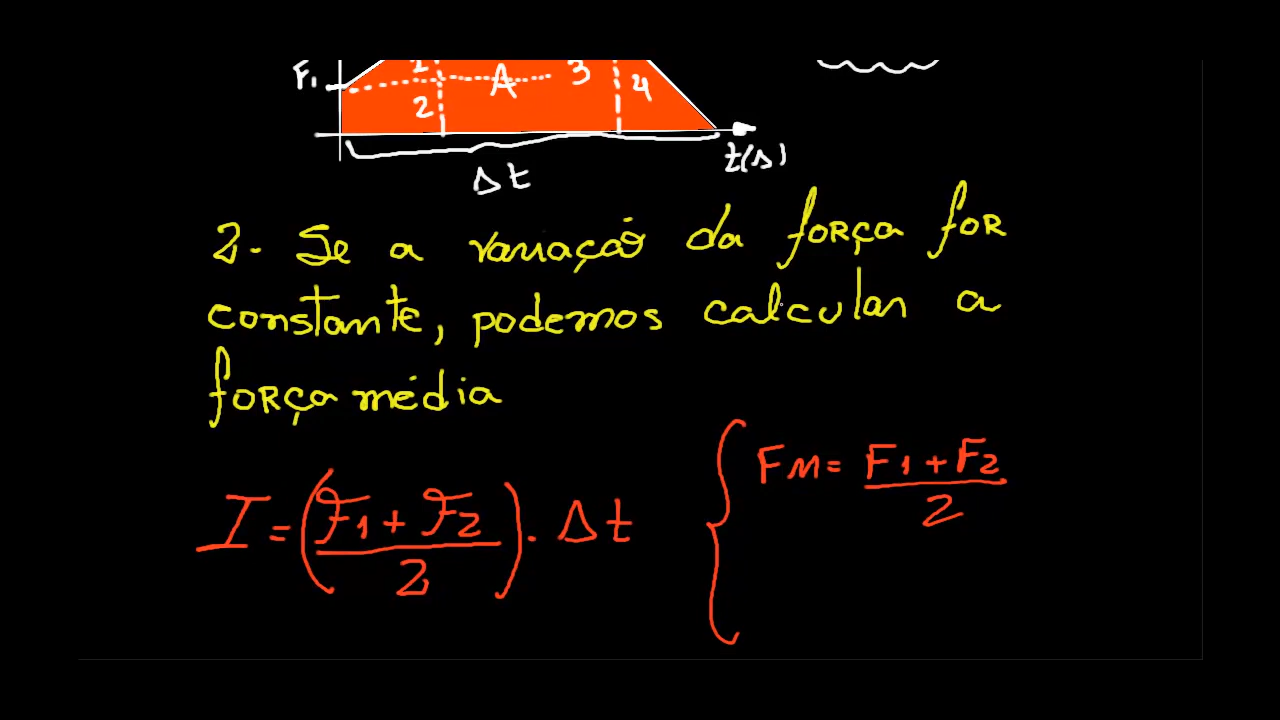 F₁
1
2
A
3
4
Δt
t(s)
2- Se a variação da força for
constante, podemos calcular a
força média
I = (F1 + F2 / 2) . Δt
FM = F1 + F2 / 2